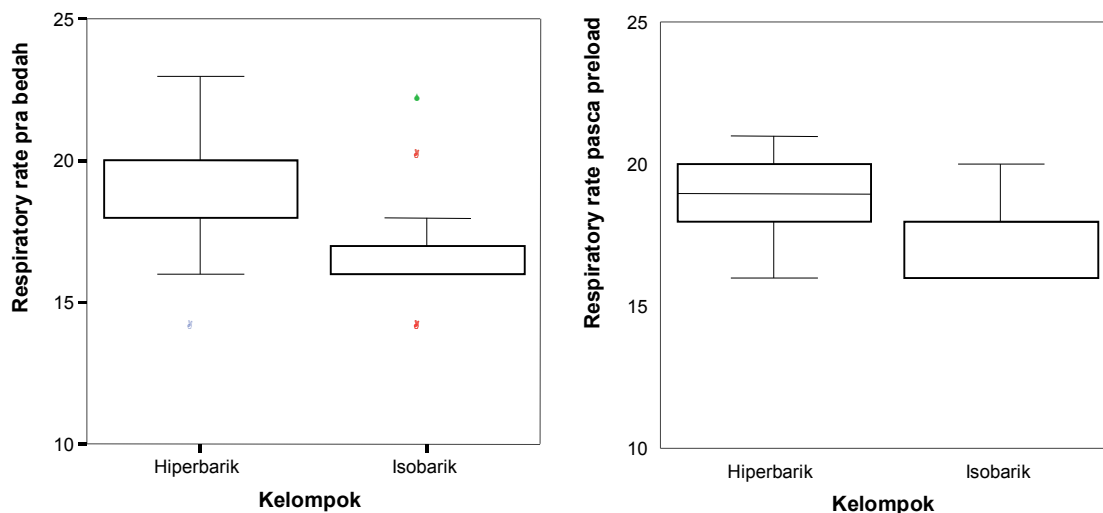 Respiratory rate pra bedah
25
20
15
10
Hiperbarik
Isobarik
Kelompok
Respiratory rate pasca preload
25
20
15
10
Hiperbarik
Isobarik
Kelompok